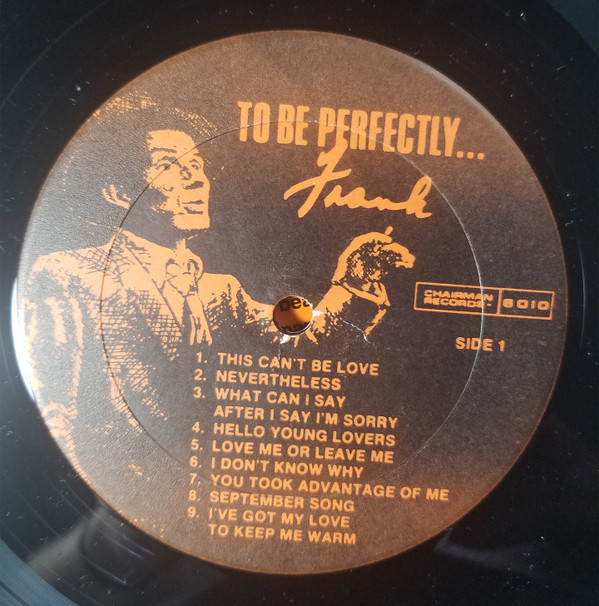 TO BE PERFECTLY...
Frank
CHAIRMAN
RECORDS
6010
SIDE 1
1. THIS CAN'T BE LOVE
2. NEVERTHELESS
3. WHAT CAN I SAY
AFTER I SAY I'M SORRY
4. HELLO YOUNG LOVERS
5. LOVE ME OR LEAVE ME
6. I DON'T KNOW WHY
7. YOU TOOK ADVANTAGE OF ME
8. SEPTEMBER SONG
9. I'VE GOT MY LOVE
TO KEEP ME WARM